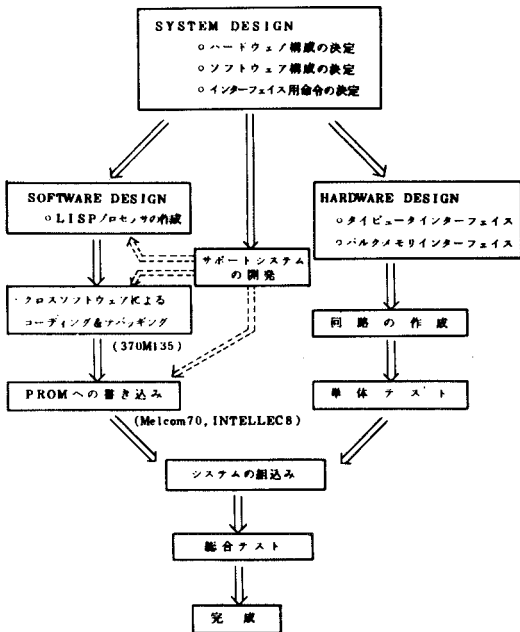 SYSTEM DESIGN
○ハードウェア構成の決定
○ソフトウェア構成の決定
○インターフェイス用命令の決定
SOFTWARE DESIGN
○LISPプロセッサの作成
HARDWARE DESIGN
○タイピュータインターフェイス
○バルクメモリインターフェイス
サポートシステム
の開発
クロスソフトウェアによる
コーディング&デバッギング
(370M135)
回路の作成
PROMへの書き込み
(Melcom70, INTELLEC8)
単体テスト
システムの組込み
総合テスト
完成